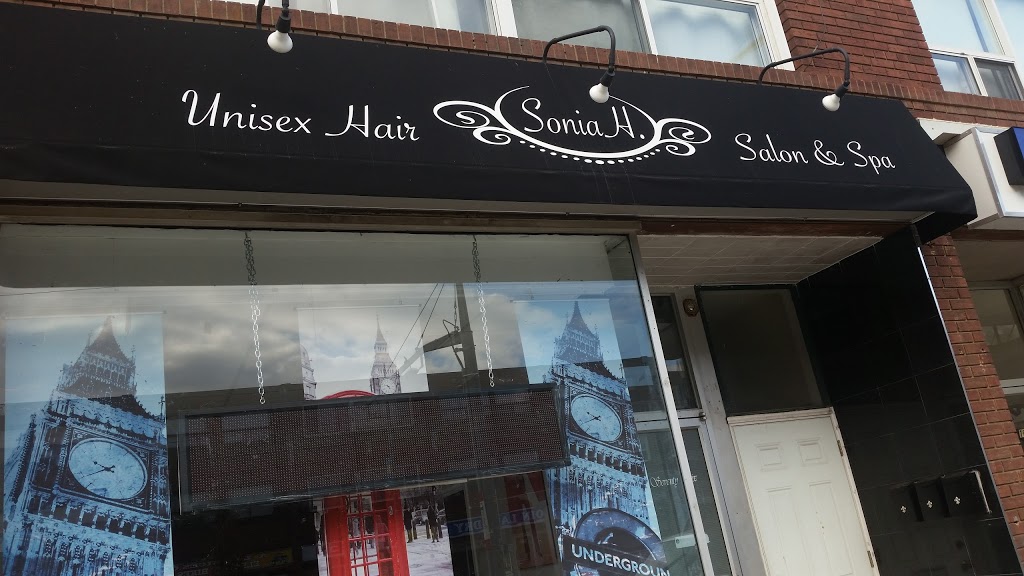 Unisex Hair
Sonia H.
Salon & Spa
UNDERGROUN